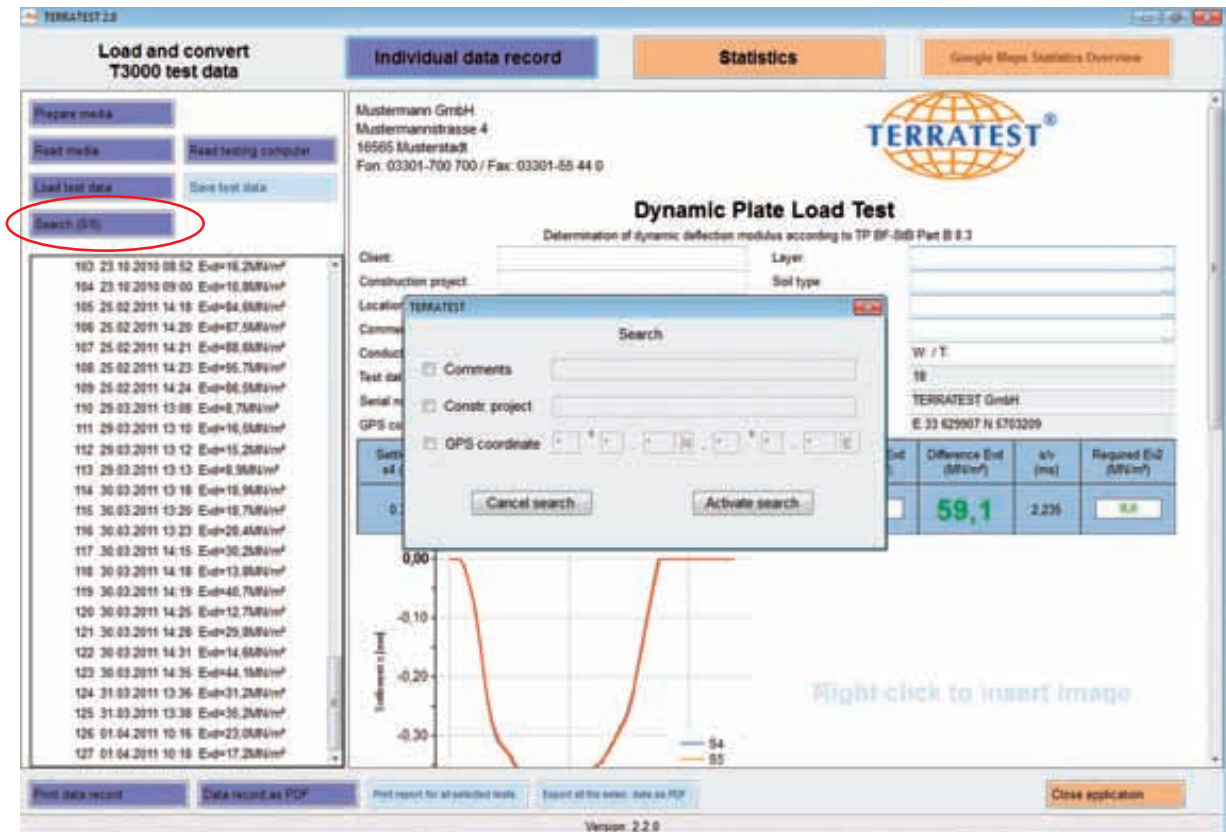 TERRATEST 2.0
Load and convert
T3000 test data
Individual data record
Statistics
Google Maps Statistics Overview
Prepare media
Read media
Read testing computer
Load test data
Save test data
Search (0/0)
103 23.10.2010 08:52 Evd=16,2MN/m²
104 23.10.2010 09:00 Evd=10,8MN/m²
105 25.02.2011 14:18 Evd=84,6MN/m²
106 25.02.2011 14:20 Evd=87,5MN/m²
107 25.02.2011 14:21 Evd=88,6MN/m²
108 25.02.2011 14:23 Evd=95,7MN/m²
109 25.02.2011 14:24 Evd=86,5MN/m²
110 29.03.2011 13:08 Evd=8,7MN/m²
111 29.03.2011 13:10 Evd=16,5MN/m²
112 29.03.2011 13:12 Evd=15,2MN/m²
113 29.03.2011 13:13 Evd=8,9MN/m²
114 30.03.2011 13:18 Evd=18,9MN/m²
115 30.03.2011 13:20 Evd=18,7MN/m²
116 30.03.2011 13:23 Evd=28,4MN/m²
117 30.03.2011 14:15 Evd=30,2MN/m²
118 30.03.2011 14:18 Evd=13,8MN/m²
119 30.03.2011 14:19 Evd=40,7MN/m²
120 30.03.2011 14:25 Evd=12,7MN/m²
121 30.03.2011 14:28 Evd=29,8MN/m²
122 30.03.2011 14:31 Evd=14,6MN/m²
123 30.03.2011 14:35 Evd=44,1MN/m²
124 31.03.2011 13:36 Evd=31,2MN/m²
125 31.03.2011 13:38 Evd=35,2MN/m²
126 01.04.2011 10:16 Evd=23,0MN/m²
127 01.04.2011 10:18 Evd=17,2MN/m²
Mustermann GmbH
Mustermannstrasse 4
16565 Musterstadt
Fon: 03301-700 700 / Fax: 03301-55 44 0
TERRATEST®
Dynamic Plate Load Test
Determination of dynamic deflection modulus according to TP BF-StB Part B 8.3
Client:
Layer
Construction project:
Soil type
Location
W: / T:
18
Serial
TERRATEST GmbH
GPS
E 33 629907 N 5703209
TERRATEST
Search
Comments
Constr. project
GPS coordinate
N
E
Cancel search
Activate search
s4
Evd
Difference Evd
(MN/m²)
s/v
(ms)
Required Ev2
(MN/m²)
59,1
2,235
0,0
0,00
-0,10
-0,20
-0,30
Settlement s [mm]
S4
S5
Right click to insert image
Print data record
Data record as PDF
Print report for all selected tests
Export all the selec. data as PDF
Close application
Version: 2.2.0